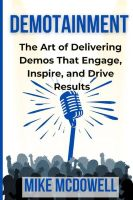 DEMOTAINMENT
The Art of Delivering
Demos That Engage,
Inspire, and Drive
Results
MIKE MCDOWELL